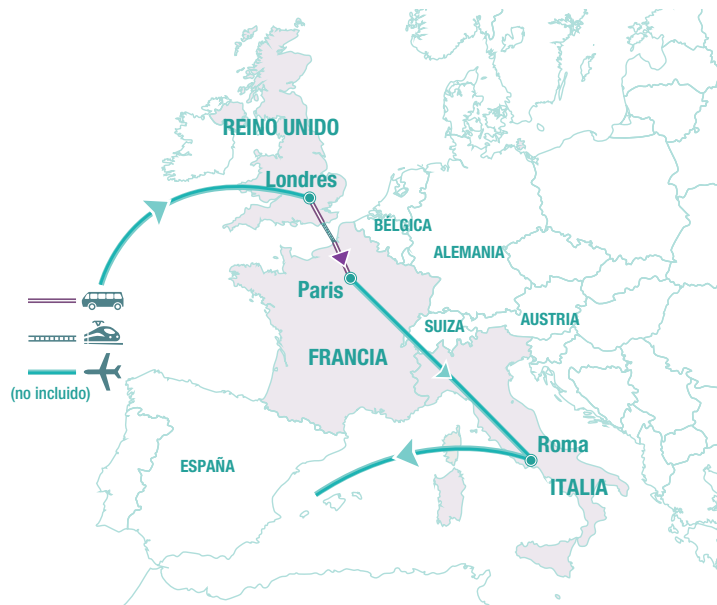 REINO UNIDO
Londres
BÉLGICA
ALEMANIA
Paris
SUIZA
AUSTRIA
FRANCIA
(no incluido)
Roma
ESPAÑA
ITALIA